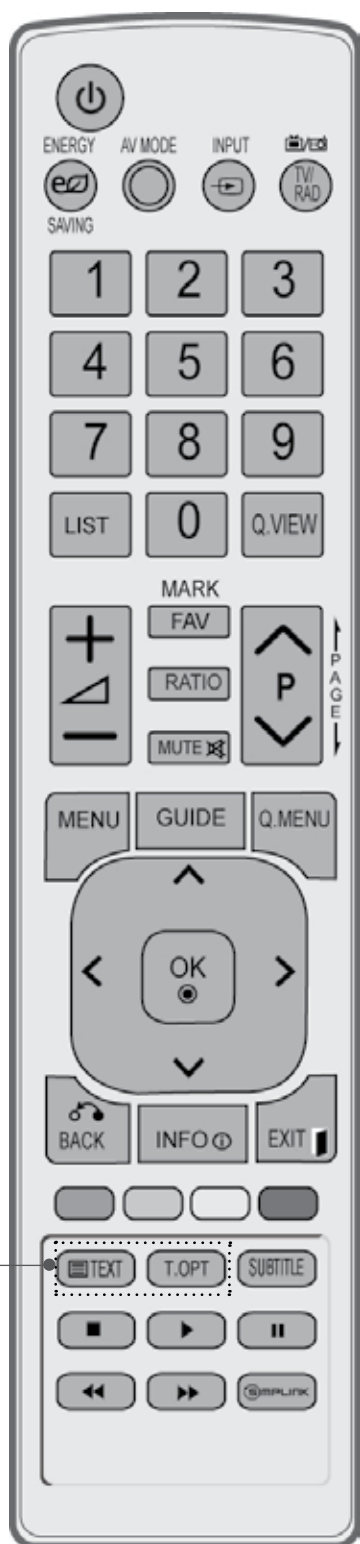 ENERGY AV MODE INPUT
TV/
RAD
SAVING
1 2 3
4 5 6
7 8 9
LIST 0 Q.VIEW
MARK
FAV
RATIO P
PAGE
MUTE
MENU GUIDE Q.MENU
OK
BACK INFO EXIT
TEXT T.OPT SUBTITLE
SIMPLINK